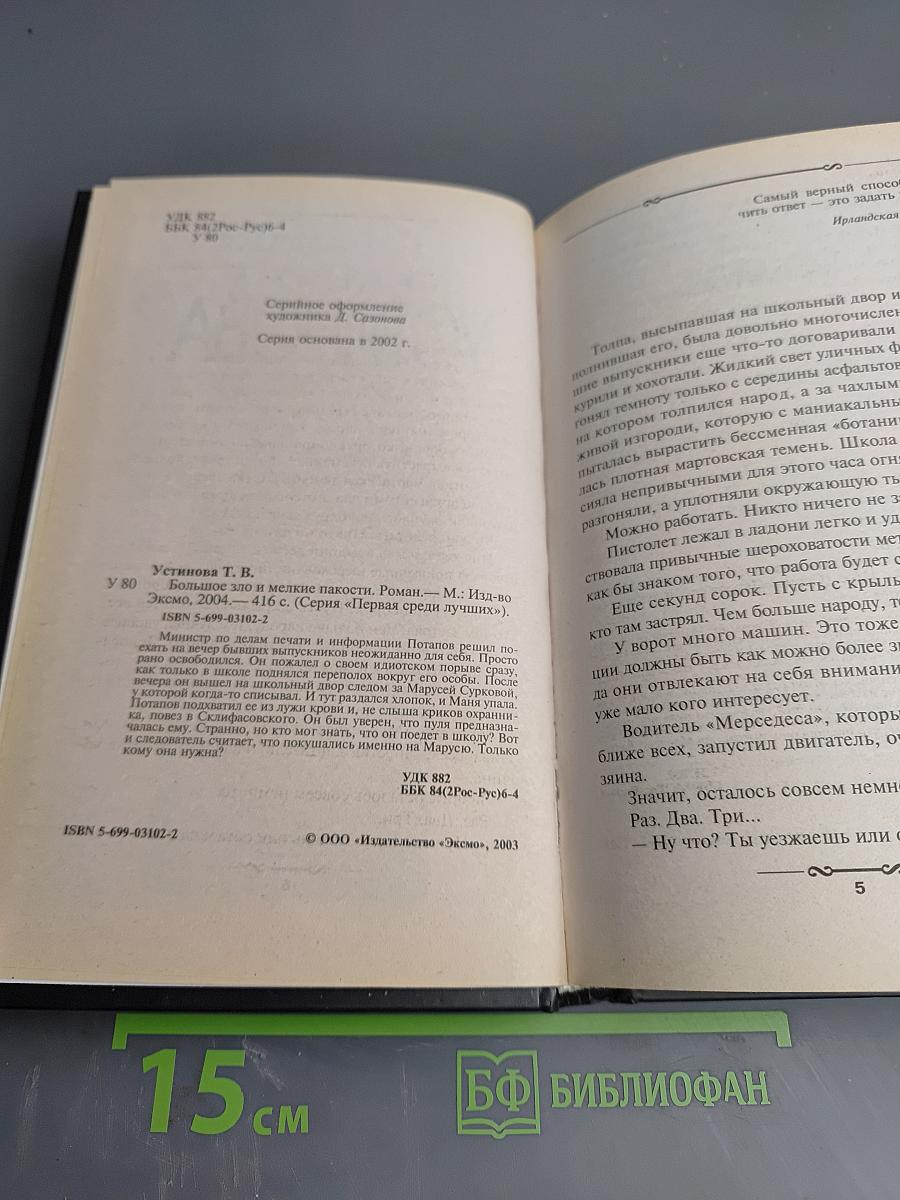 УДК 882
ББК 84(2Рос-Рус)6-4
У 80
Серийное оформление
художника Д. Сазонова
Серия основана в 2002 г.
Устинова Т. В.
У 80 Большое зло и мелкие пакости. Роман.— М.: Изд-во
Эксмо, 2004.— 416 с. (Серия «Первая среди лучших»).
ISBN 5-699-03102-2
Министр по делам печати и информации Потапов решил по-
ехать на вечер бывших выпускников неожиданно для себя. Просто
рано освободился. Он пожалел о своем идиотском порыве сразу,
как только в школе поднялся переполох вокруг его особы. После
вечера он вышел на школьный двор следом за Марусей Сурковой,
у которой когда-то списывал. И тут раздался хлопок, и Маня упала.
Потапов подхватил ее из лужи крови и, не слыша криков охранни-
ка, повез в Склифасовского. Он был уверен, что пуля предназна-
чалась ему. Странно, но кто мог знать, что он поедет в школу? Вот
и следователь считает, что покушались именно на Марусю. Только
кому она нужна?
УДК 882
ББК 84(2Рос-Рус)6-4
ISBN 5-699-03102-2
© ООО «Издательство «Эксмо», 2003
Самый верный спосо
чить ответ — это задать
Ирландская
Толпа, высыпавшая на школьный двор и
полнившая его, была довольно многочислен
шие выпускники еще что-то договаривали
курили и хохотали. Жидкий свет уличных ф
гонял темноту только с середины асфальтов
на котором толпился народ, а за чахлым
живой изгороди, которую с маниакальны
пыталась вырастить бессменная «ботани
лась плотная мартовская темень. Школа
сияла непривычными для этого часа огня
разгоняли, а уплотняли окружающую ть
Можно работать. Никто ничего не з
Пистолет лежал в ладони легко и уд
ствовала привычные шероховатости мет
как бы знаком того, что работа будет с
Еще секунд сорок. Пусть с крыль
кто там застрял. Чем больше народу, т
У ворот много машин. Это тоже
ции должны быть как можно более з
да они отвлекают на себя внимани
уже мало кого интересует.
Водитель «Мерседеса», которы
ближе всех, запустил двигатель, оч
зяина.
Значит, осталось совсем немно
Раз. Два. Три...
— Ну что? Ты уезжаешь или с
5
15 см
БФ БИБЛИОФАН